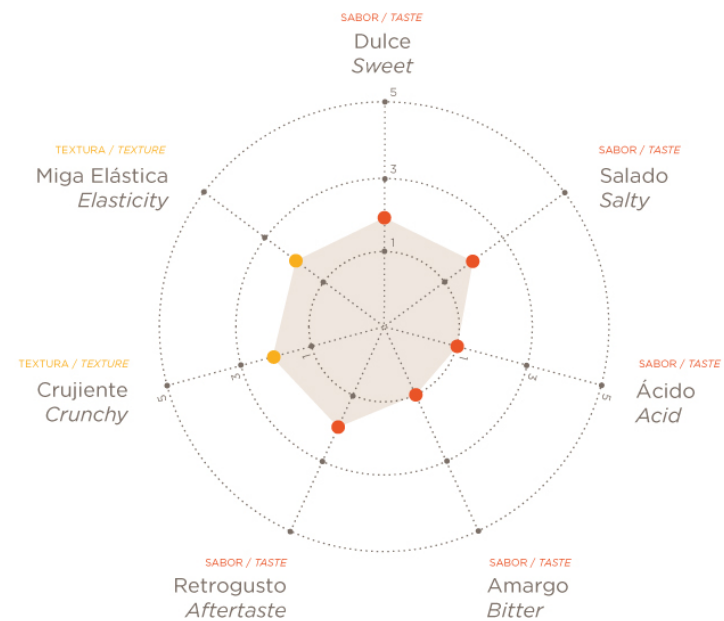 SABOR / TASTE
Dulce
Sweet
5
3
1
SABOR / TASTE
Salado
Salty
TEXTURA / TEXTURE
Miga Elástica
Elasticity
SABOR / TASTE
Ácido
Acid
1
3
5
TEXTURA / TEXTURE
Crujiente
Crunchy
5
3
1
SABOR / TASTE
Amargo
Bitter
SABOR / TASTE
Retrogusto
Aftertaste